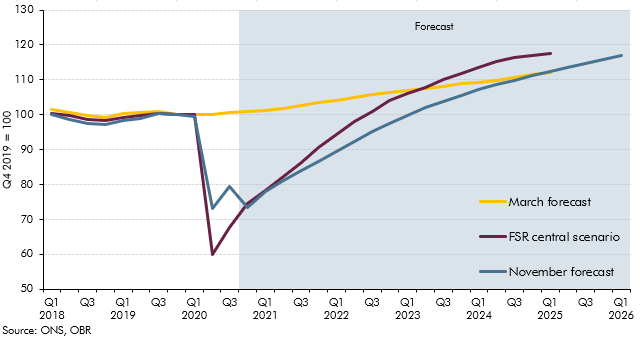 130
120
110
100
90
80
70
60
50
Q4 2019 = 100
Forecast
March forecast
FSR central scenario
November forecast
Q1 Q3 Q1 Q3 Q1 Q3 Q1 Q3 Q1 Q3 Q1 Q3 Q1 Q3 Q1 Q3 Q1
2018 2019 2020 2021 2022 2023 2024 2025 2026
Source: ONS, OBR